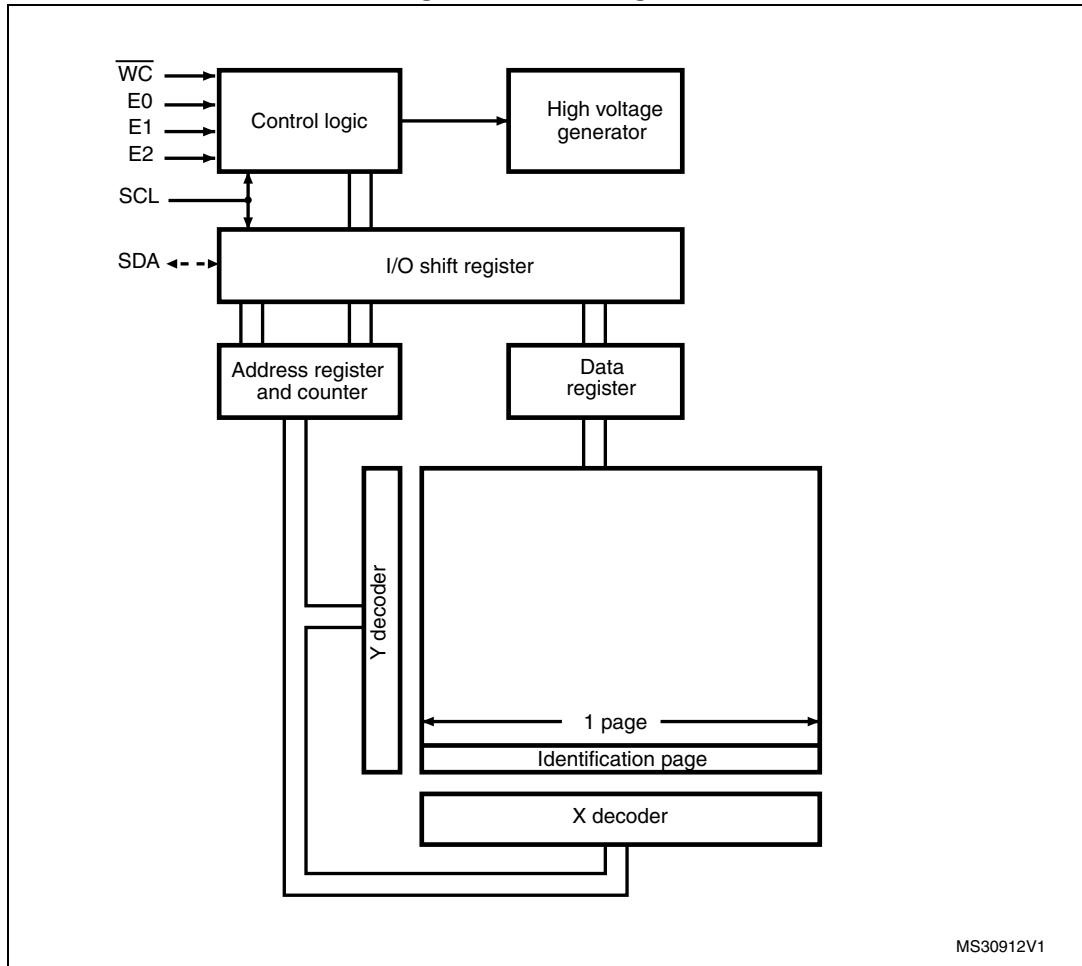 WC
E0
E1
E2
SCL
SDA
Control logic
High voltage
generator
I/O shift register
Address register
and counter
Data
register
Y decoder
1 page
Identification page
X decoder
MS30912V1